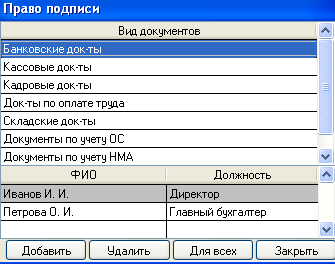 Право подписи
Вид документов
Банковские док-ты
Кассовые док-ты
Кадровые док-ты
Док-ты по оплате труда
Складские док-ты
Документы по учету ОС
Документы по учету НМА
ФИО Должность
Иванов И. И. Директор
Петрова О. И. Главный бухгалтер
Добавить Удалить Для всех Закрыть